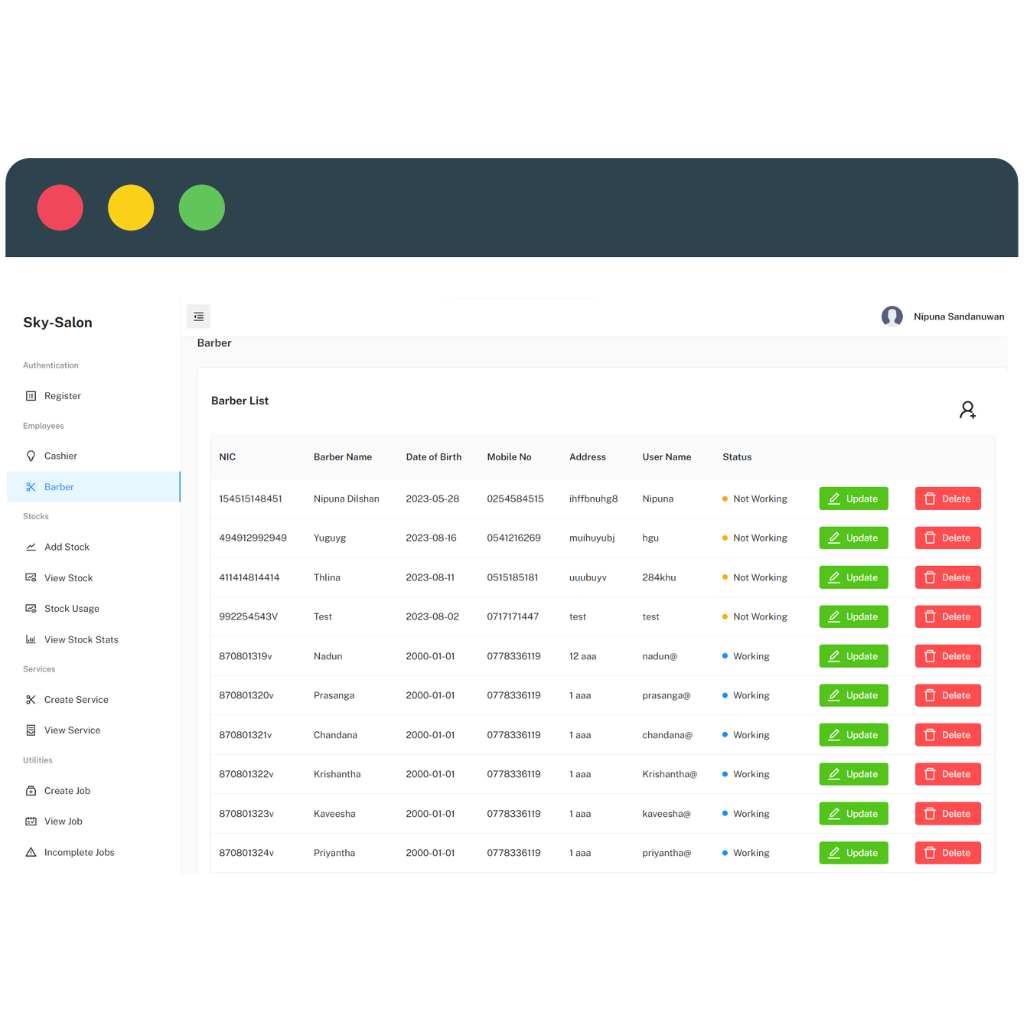 Sky-Salon
Nipuna Sandanuwan
Authentication
Register
Employees
Cashier
Barber
Stocks
Add Stock
View Stock
Stock Usage
View Stock Stats
Services
Create Service
View Service
Utilities
Create Job
View Job
Incomplete Jobs
Barber
Barber List
NIC Barber Name Date of Birth Mobile No Address User Name Status
154515148451 Nipuna Dilshan 2023-05-28 0254584515 ihffbnuhg8 Nipuna Not Working Update Delete
494912992949 Yuguyg 2023-08-16 0541216269 muihuyubj hgu Not Working Update Delete
411414814414 Thlina 2023-08-11 0515185181 uuubuyv 284khu Not Working Update Delete
992254543V Test 2023-08-02 0717171447 test test Not Working Update Delete
870801319v Nadun 2000-01-01 0778336119 12 aaa nadun@ Working Update Delete
870801320v Prasanga 2000-01-01 0778336119 1 aaa prasanga@ Working Update Delete
870801321v Chandana 2000-01-01 0778336119 1 aaa chandana@ Working Update Delete
870801322v Krishantha 2000-01-01 0778336119 1 aaa Krishantha@ Working Update Delete
870801323v Kaveesha 2000-01-01 0778336119 1 aaa kaveesha@ Working Update Delete
870801324v Priyantha 2000-01-01 0778336119 1 aaa priyantha@ Working Update Delete